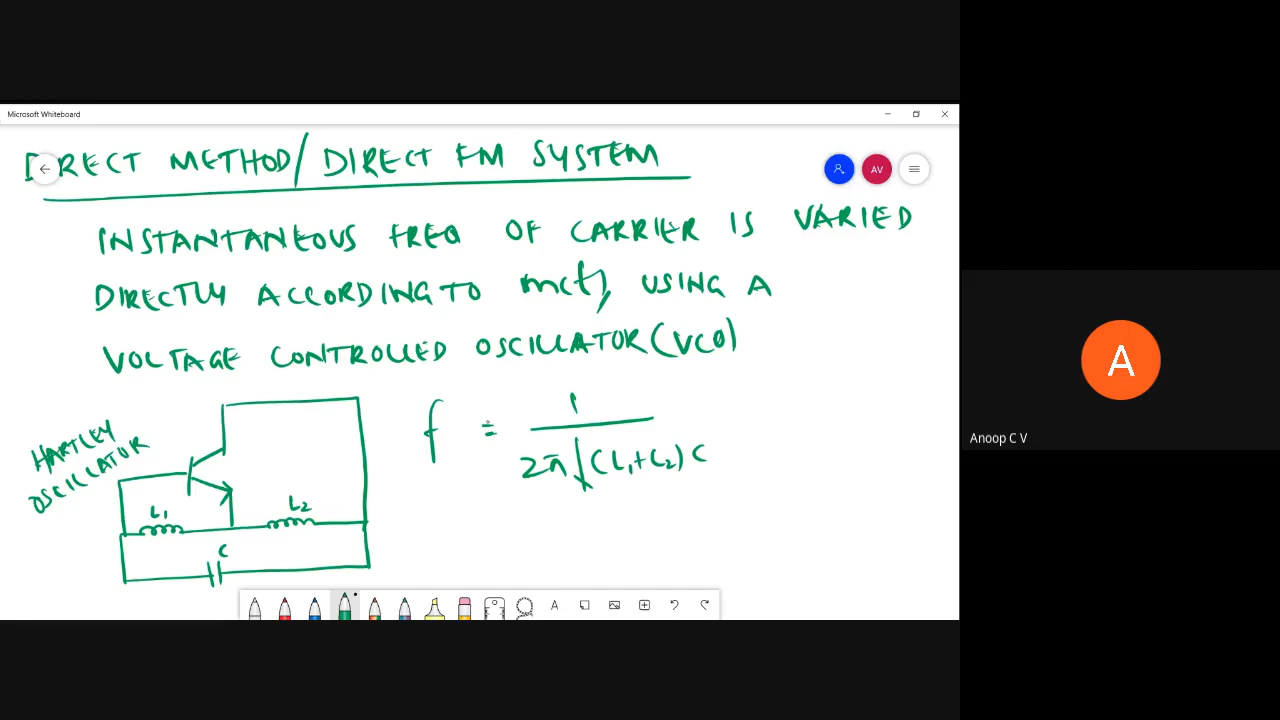 Microsoft Whiteboard
DIRECT METHOD/ DIRECT FM SYSTEM
AV
INSTANTANEOUS FREQ OF CARRIER IS VARIED
DIRECTLY ACCORDING TO m(t), USING A
VOLTAGE CONTROLLED OSCILLATOR (VCO)
HARTLEY
OSCILLATOR
L1
L2
C
f = 1
2π√(L1+L2) C
A
A
Anoop C V